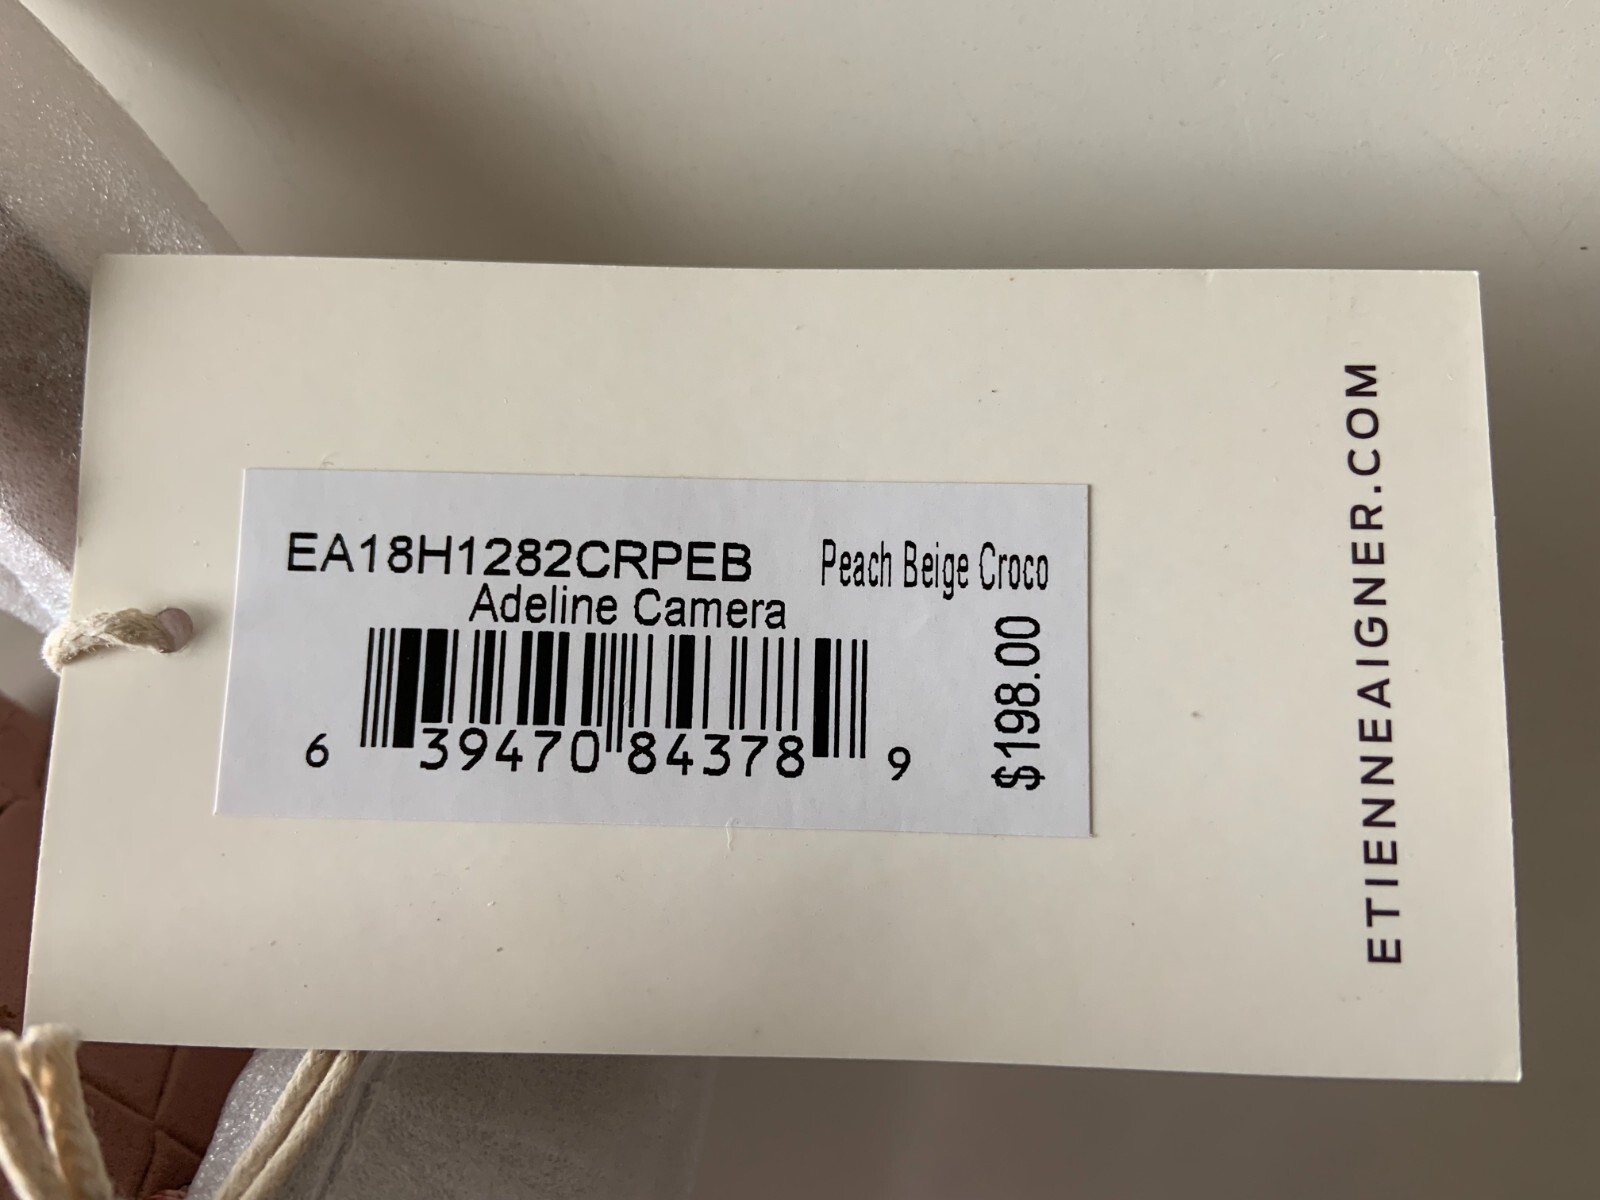 EA18H1282CRPEB
Peach Beige Croco
Adeline Camera
6 39470 84378 9
$198.00
ETIENNEAIGNER.COM